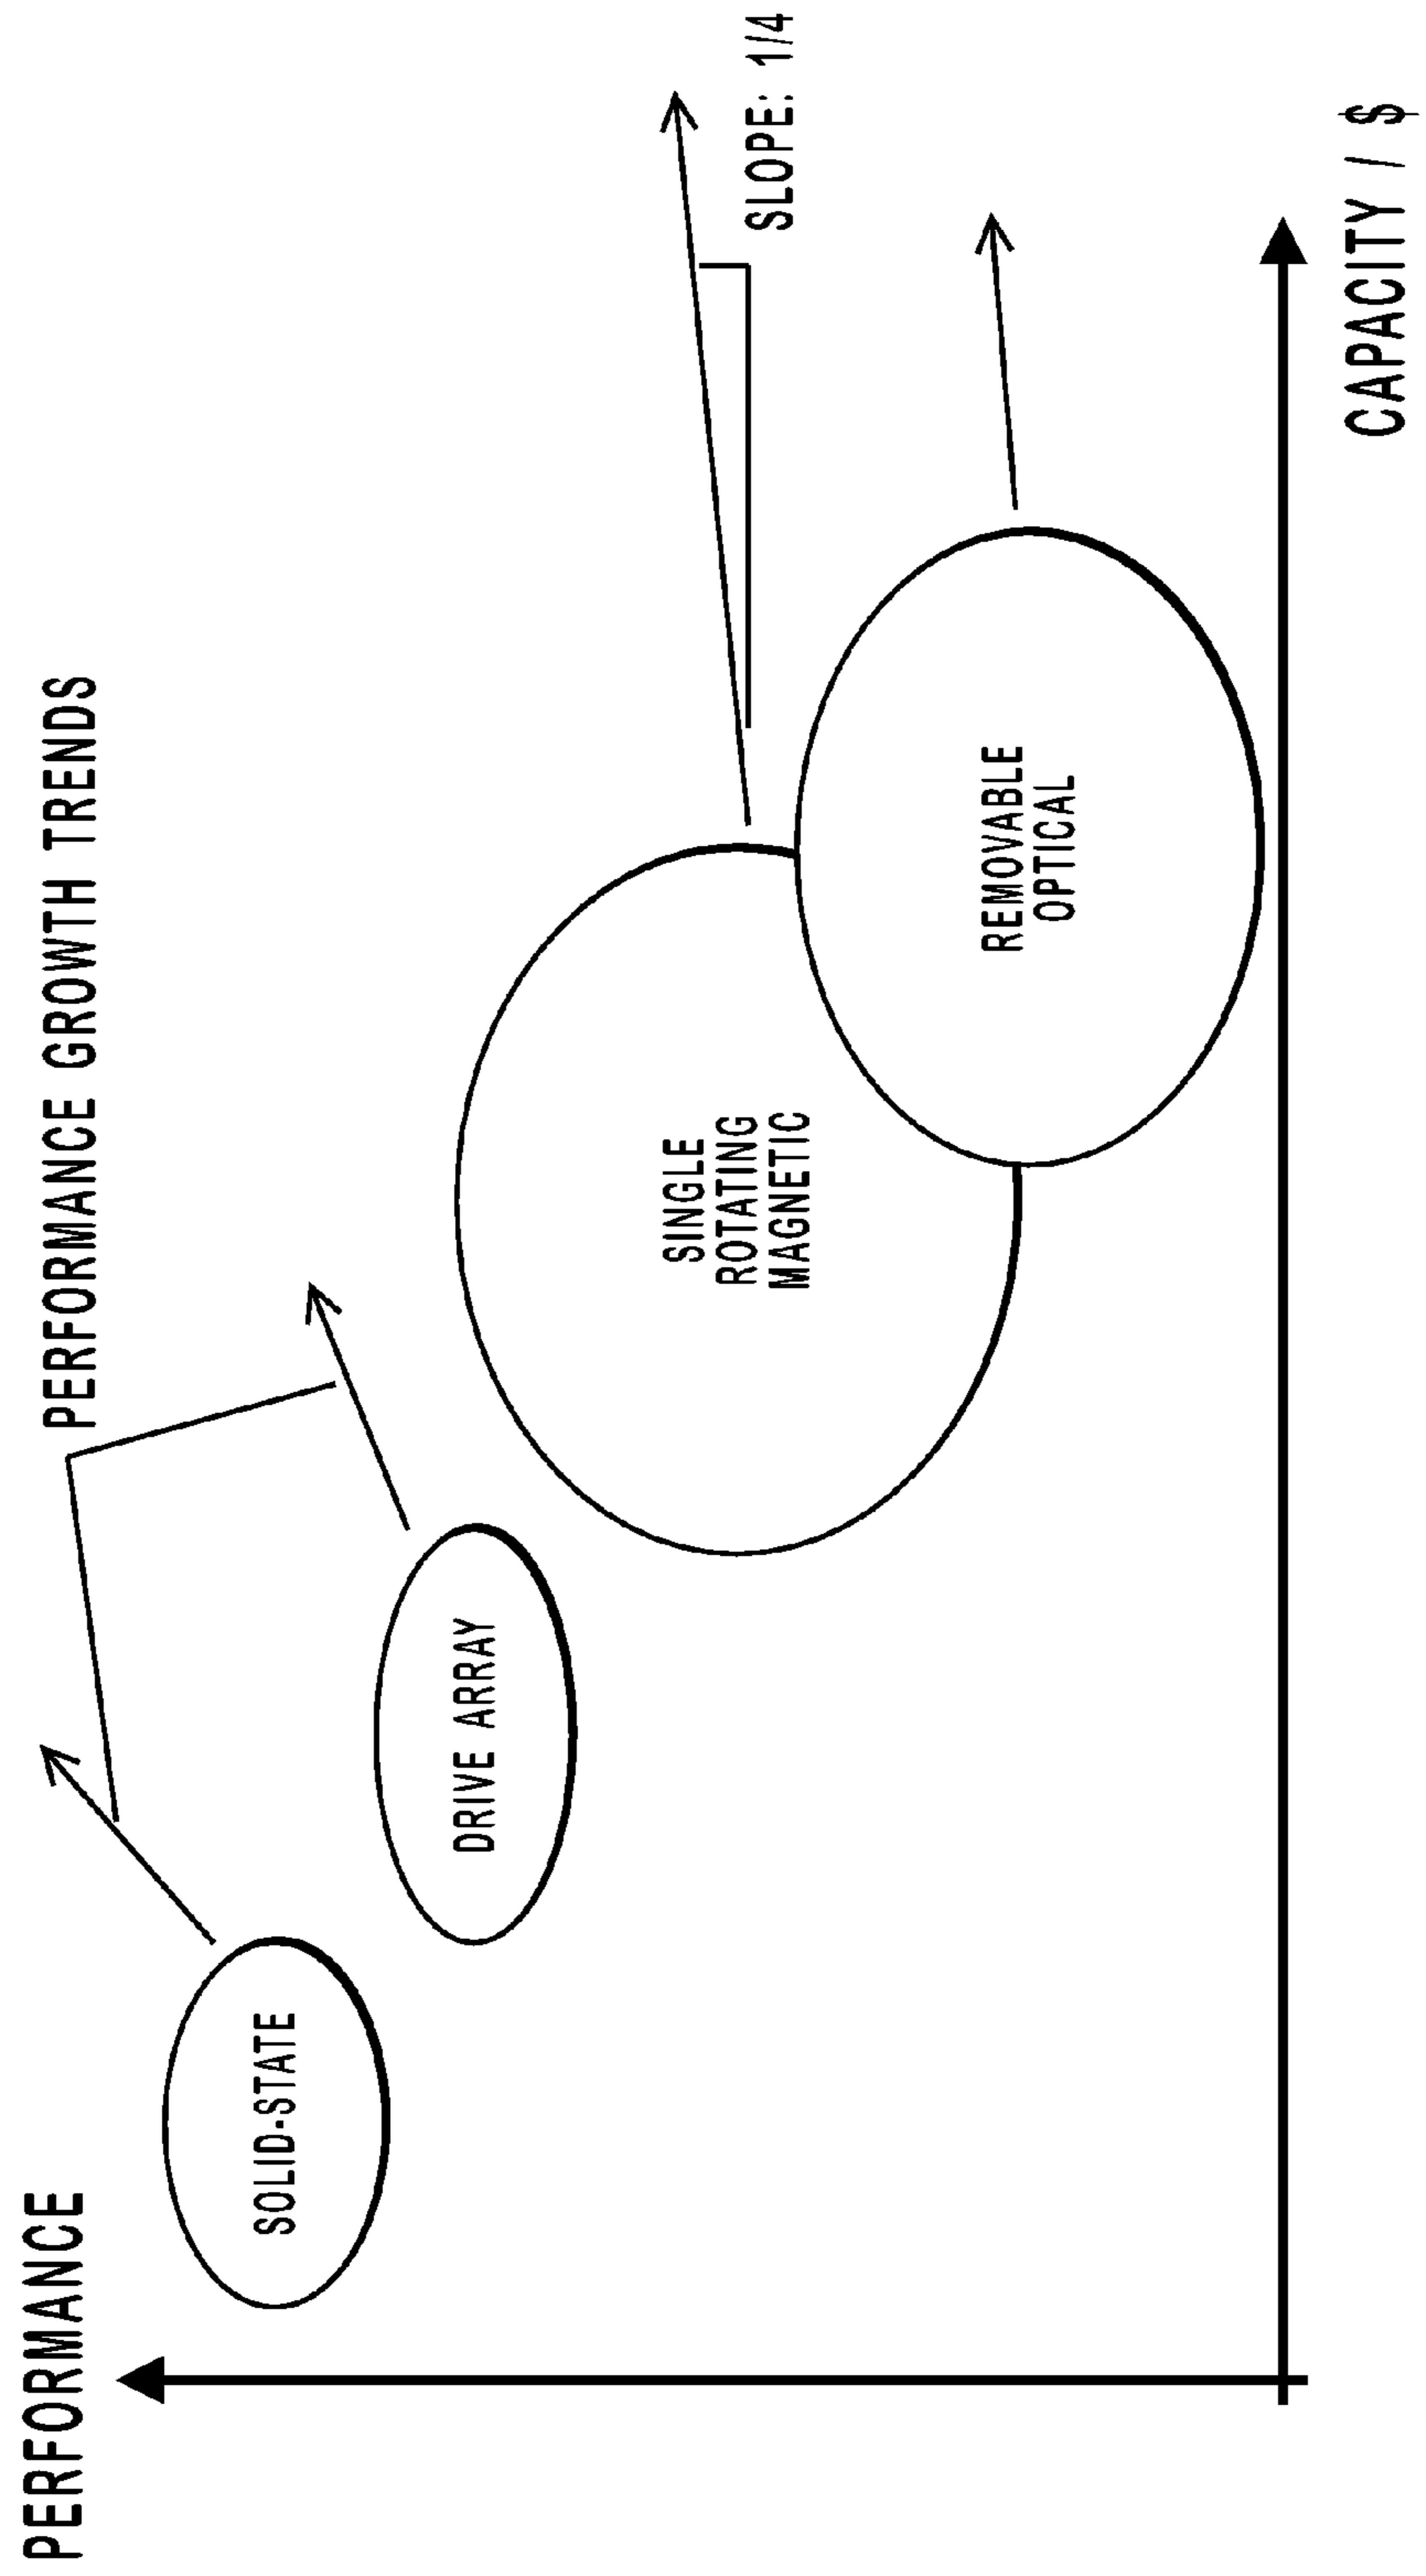 PERFORMANCE
PERFORMANCE GROWTH TRENDS
SOLID-STATE
DRIVE ARRAY
SINGLE
ROTATING
MAGNETIC
SLOPE: 1/4
REMOVABLE
OPTICAL
CAPACITY / $